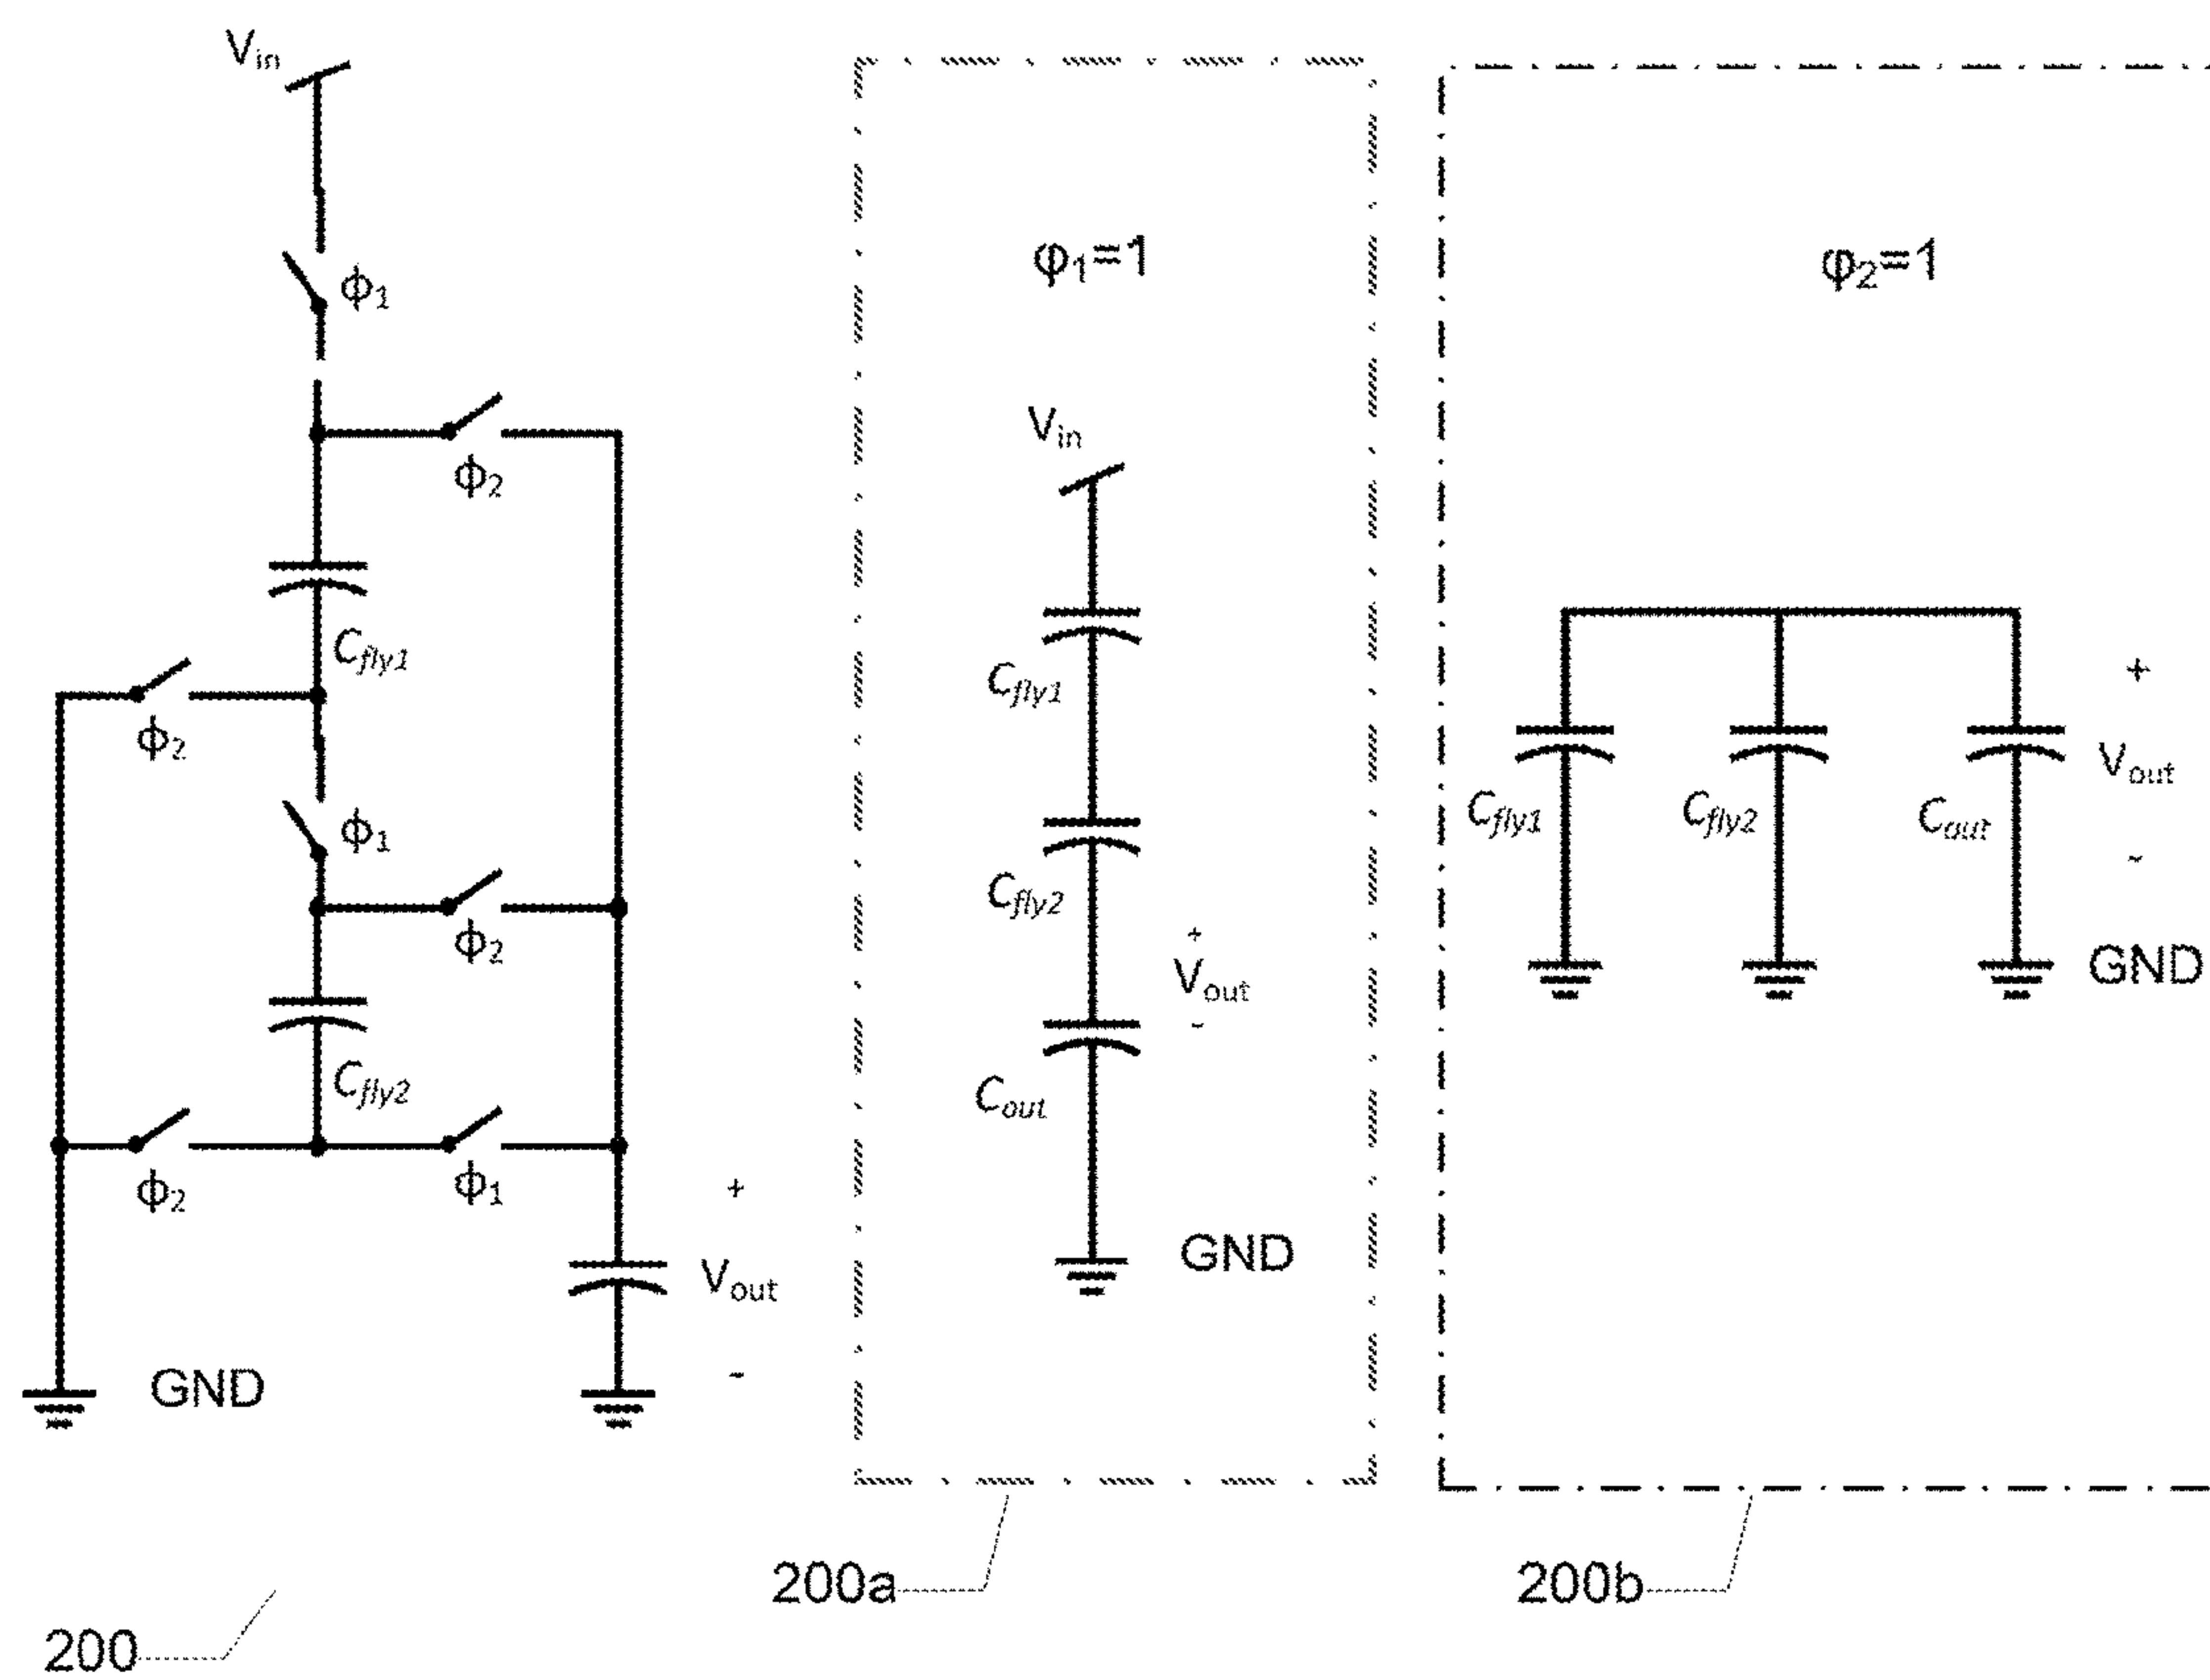 Vin
ϕ1
ϕ2
Cfly1
ϕ2
ϕ1
ϕ2
Cfly2
ϕ2
ϕ1
+
Vout
-
GND
200
φ1=1
Vin
Cfly1
Cfly2
+
Vout
-
Cout
GND
200a
φ2=1
+
Vout
-
Cfly1
Cfly2
Cout
GND
200b